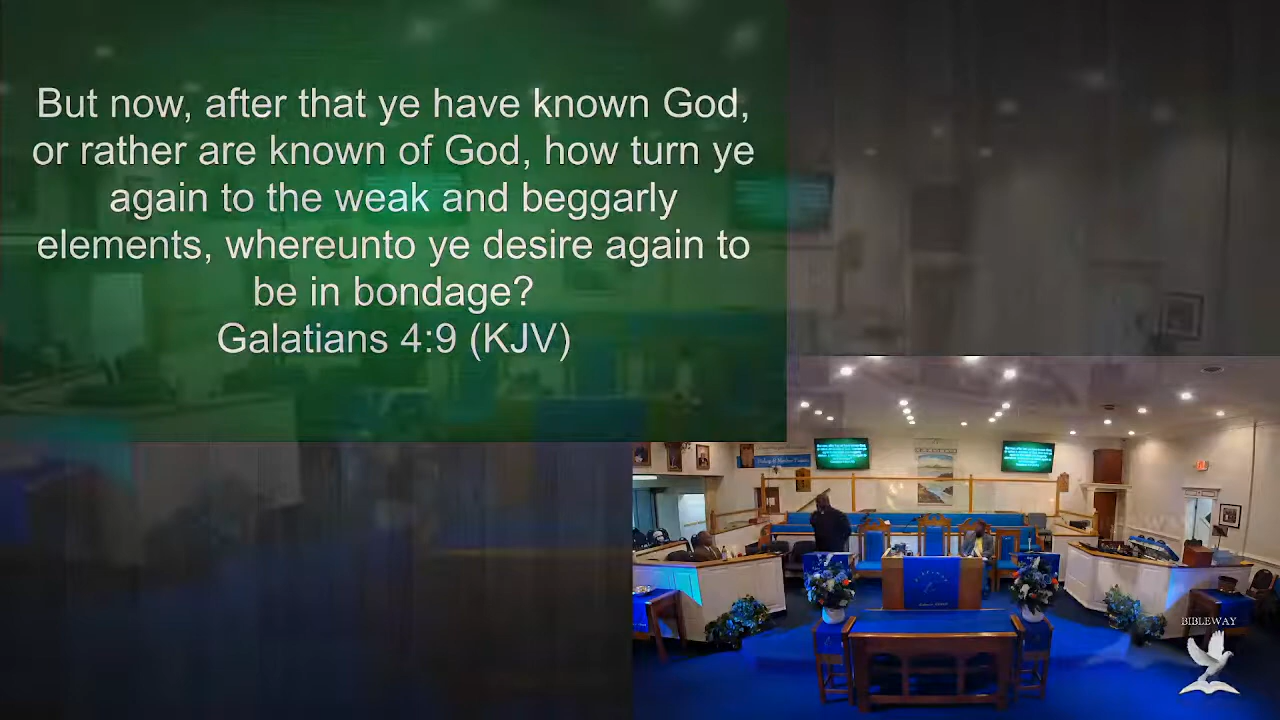 But now, after that ye have known God,
or rather are known of God, how turn ye
again to the weak and beggarly
elements, whereunto ye desire again to
be in bondage?
Galatians 4:9 (KJV)
BIBLEWAY